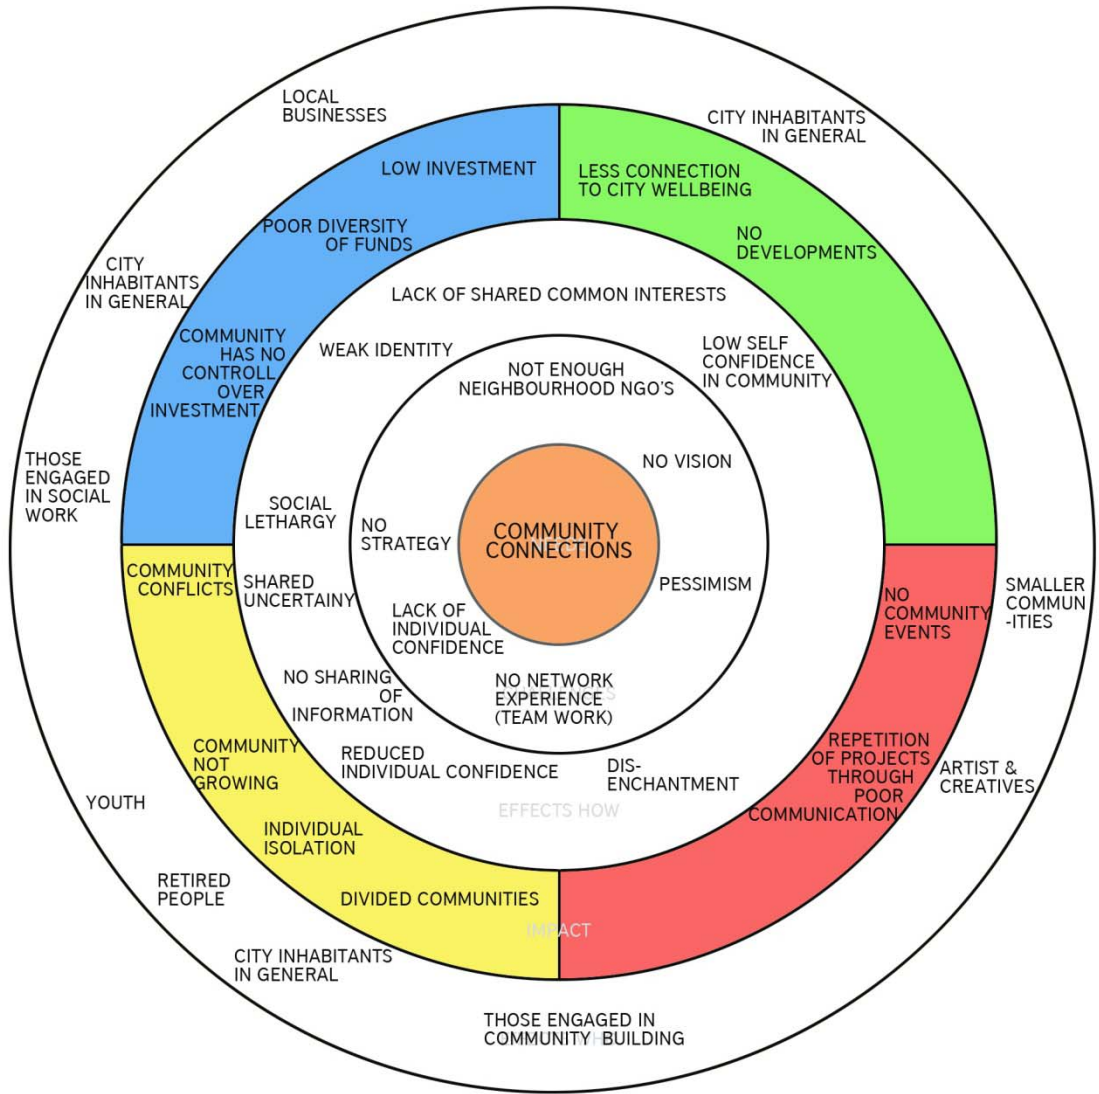 LOCAL
BUSINESSES
CITY INHABITANTS
IN GENERAL
LOW INVESTMENT
LESS CONNECTION
TO CITY WELLBEING
POOR DIVERSITY
OF FUNDS
NO
DEVELOPMENTS
CITY
INHABITANTS
IN GENERAL
LACK OF SHARED COMMON INTERESTS
COMMUNITY
HAS NO
CONTROLL
OVER
INVESTMENT
WEAK IDENTITY
LOW SELF
CONFIDENCE
IN COMMUNITY
NOT ENOUGH
NEIGHBOURHOOD NGO'S
THOSE
ENGAGED
IN SOCIAL
WORK
NO VISION
SOCIAL
LETHARGY
NO
STRATEGY
COMMUNITY
CONNECTIONS
COMMUNITY
CONFLICTS
SHARED
UNCERTAINY
PESSIMISM
NO
COMMUNITY
EVENTS
SMALLER
COMMUN
-ITIES
LACK OF
INDIVIDUAL
CONFIDENCE
NO SHARING
OF
INFORMATION
NO NETWORK
EXPERIENCE
(TEAM WORK)
COMMUNITY
NOT
GROWING
REDUCED
INDIVIDUAL CONFIDENCE
DIS-
ENCHANTMENT
REPETITION
OF PROJECTS
THROUGH
POOR
COMMUNICATION
ARTIST &
CREATIVES
YOUTH
EFFECTS HOW
INDIVIDUAL
ISOLATION
RETIRED
PEOPLE
DIVIDED COMMUNITIES
IMPACT
CITY INHABITANTS
IN GENERAL
THOSE ENGAGED IN
COMMUNITY BUILDING